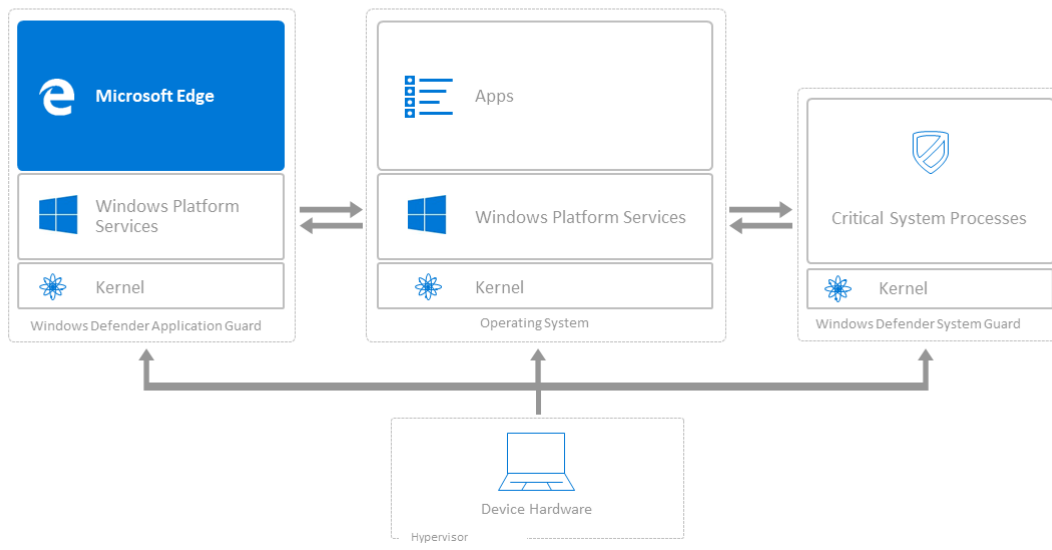 Microsoft Edge
Windows Platform
Services
Kernel
Windows Defender Application Guard
Apps
Windows Platform Services
Kernel
Operating System
Critical System Processes
Kernel
Windows Defender System Guard
Device Hardware
Hypervisor